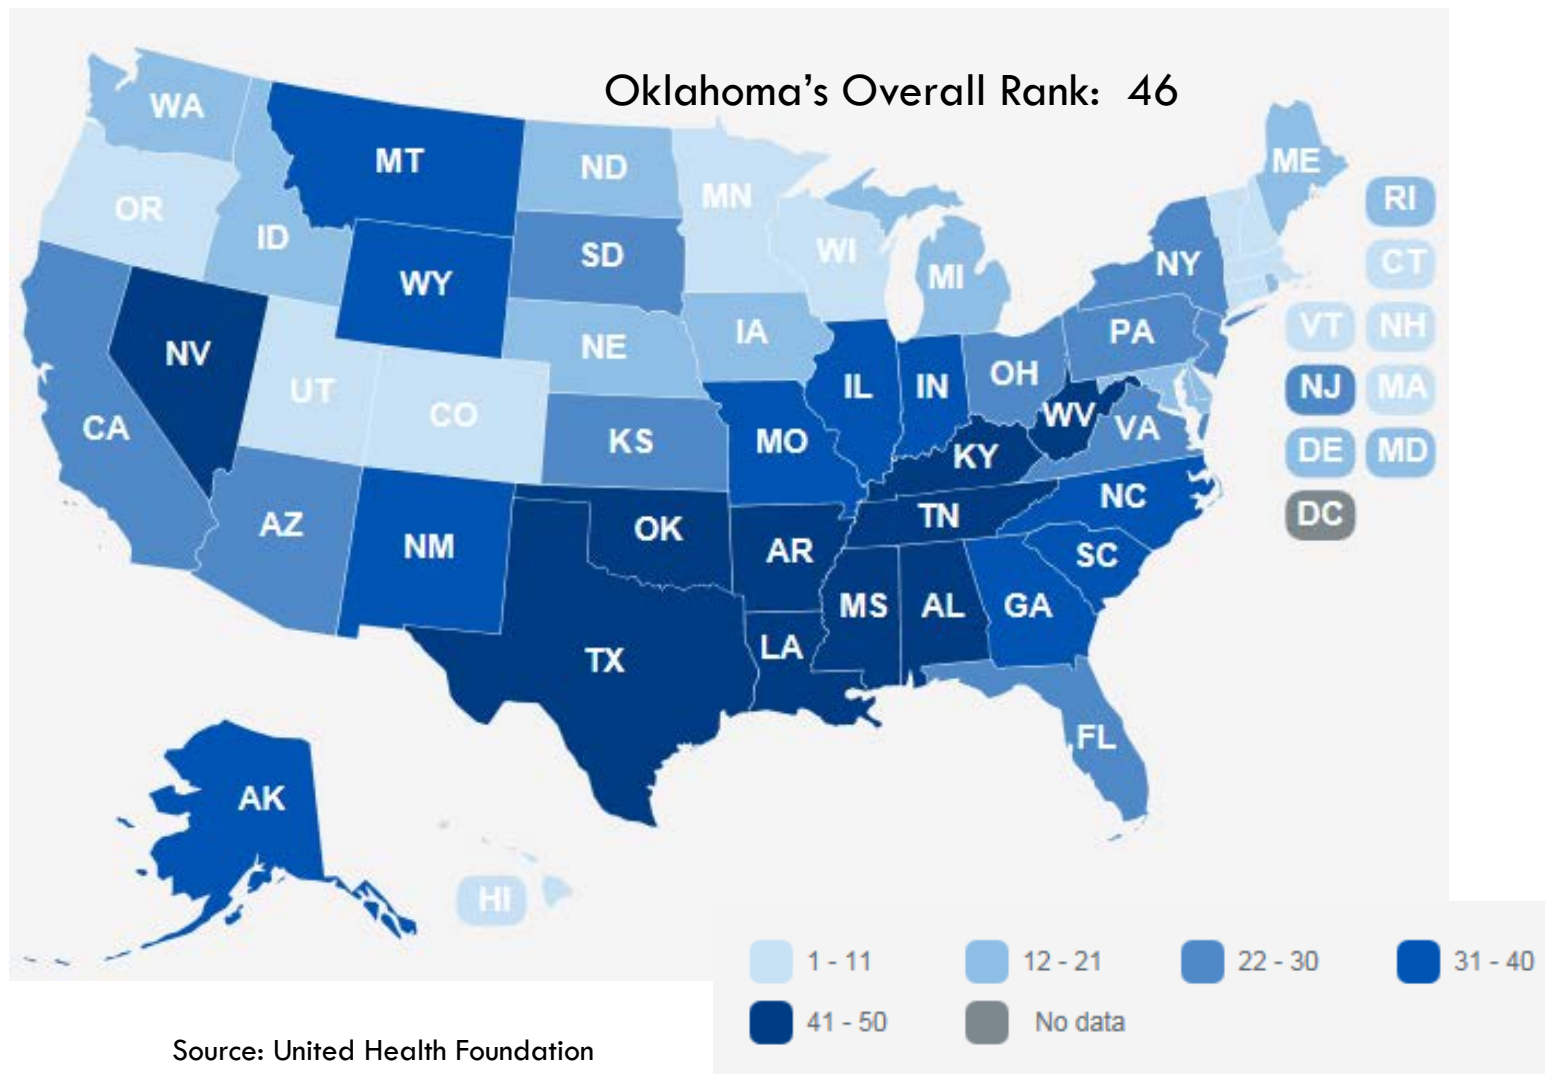 Oklahoma's Overall Rank: 46
WA
MT
ND
MN
ME
OR
ID
SD
WI
MI
NY
RI
WY
CT
NV
NE
IA
PA
VT
NH
UT
CO
IL
IN
OH
NJ
MA
CA
KS
MO
WV
VA
KY
DE
MD
AZ
NM
OK
AR
TN
NC
DC
SC
MS
AL
GA
TX
LA
FL
AK
HI
1 - 11
12 - 21
22 - 30
31 - 40
41 - 50
No data
Source: United Health Foundation